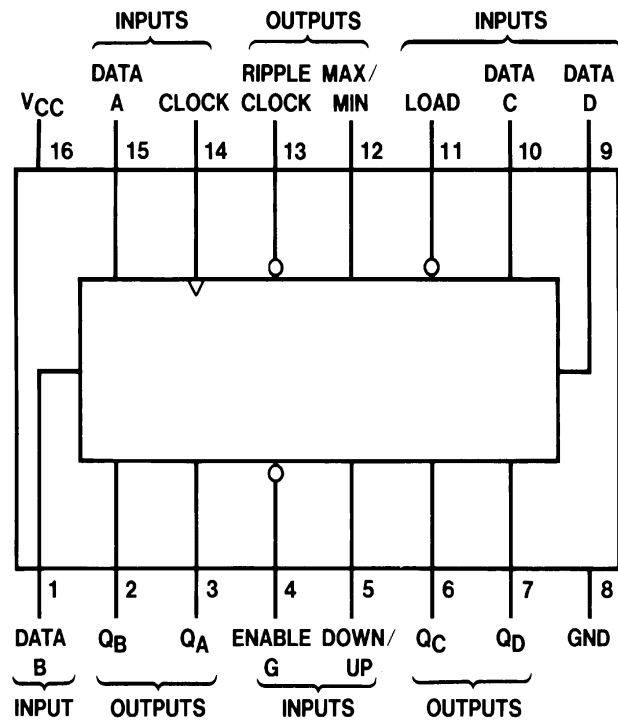 INPUTS OUTPUTS INPUTS
DATA RIPPLE MAX/ DATA DATA
VCC A CLOCK CLOCK MIN LOAD C D
16 15 14 13 12 11 10 9
1 2 3 4 5 6 7 8
DATA QB QA ENABLE DOWN/ QC QD GND
B G UP
INPUT OUTPUTS INPUTS OUTPUTS